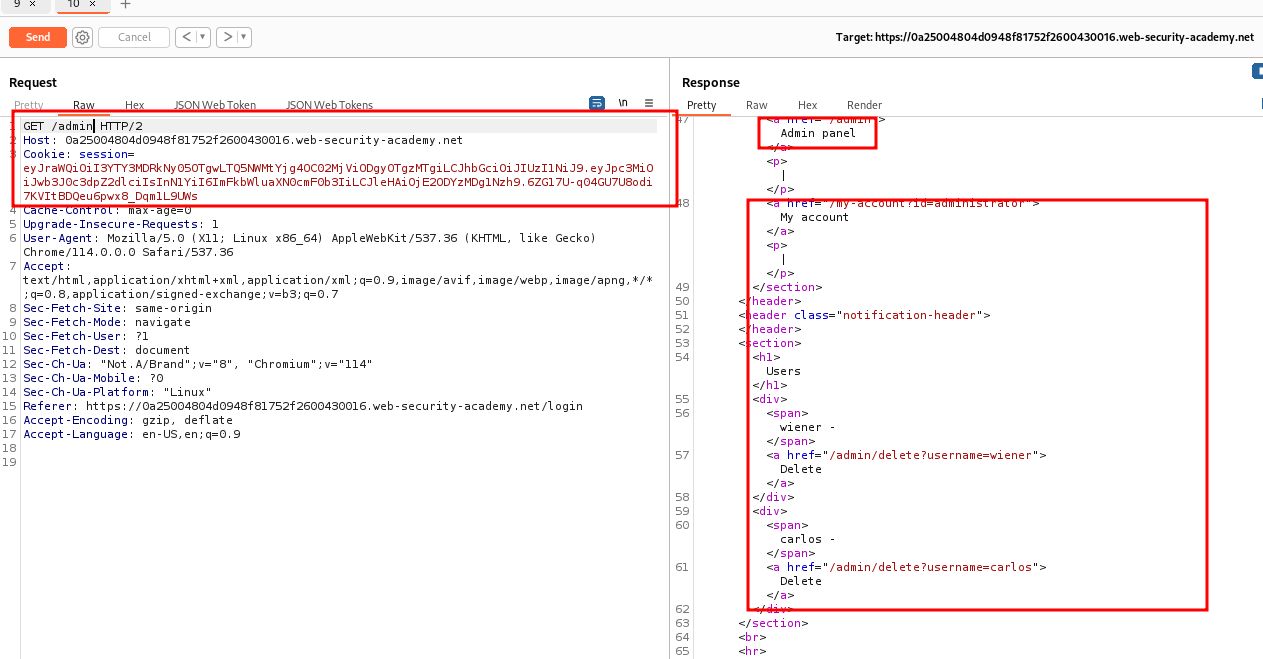 9 × 10 × +
Send Cancel < > Target: https://0a25004804d0948f81752f2600430016.web-security-academy.net
Request
Pretty Raw Hex JSON Web Token JSON Web Tokens \n
1 GET /admin HTTP/2
2 Host: 0a25004804d0948f81752f2600430016.web-security-academy.net
3 Cookie: session=
4 Cache-Control: max-age=0
5 Upgrade-Insecure-Requests: 1
6 User-Agent: Mozilla/5.0 (X11; Linux x86_64) AppleWebKit/537.36 (KHTML, like Gecko)
Chrome/114.0.0.0 Safari/537.36
7 Accept:
text/html,application/xhtml+xml,application/xml;q=0.9,image/avif,image/webp,image/apng,*/*
;q=0.8,application/signed-exchange;v=b3;q=0.7
8 Sec-Fetch-Site: same-origin
9 Sec-Fetch-Mode: navigate
10 Sec-Fetch-User: ?1
11 Sec-Fetch-Dest: document
12 Sec-Ch-Ua: "Not.A/Brand";v="8", "Chromium";v="114"
13 Sec-Ch-Ua-Mobile: ?0
14 Sec-Ch-Ua-Platform: "Linux"
15 Referer: https://0a25004804d0948f81752f2600430016.web-security-academy.net/login
16 Accept-Encoding: gzip, deflate
17 Accept-Language: en-US,en;q=0.9
18
19
Response
Pretty Raw Hex Render
47 <a href="/admin">
Admin panel
</a>
<p>
|
</p>
48 <a href="/my-account?id=administrator">
My account
</a>
<p>
|
</p>
49 </section>
50 </header>
51 <header class="notification-header">
52 </header>
53 <section>
54 <h1>
Users
</h1>
55 <div>
56 <span>
wiener -
</span>
57 <a href="/admin/delete?username=wiener">
Delete
</a>
58 </div>
59 <div>
60 <span>
carlos -
</span>
61 <a href="/admin/delete?username=carlos">
Delete
</a>
62 </div>
63 </section>
64 <br>
65 <hr>